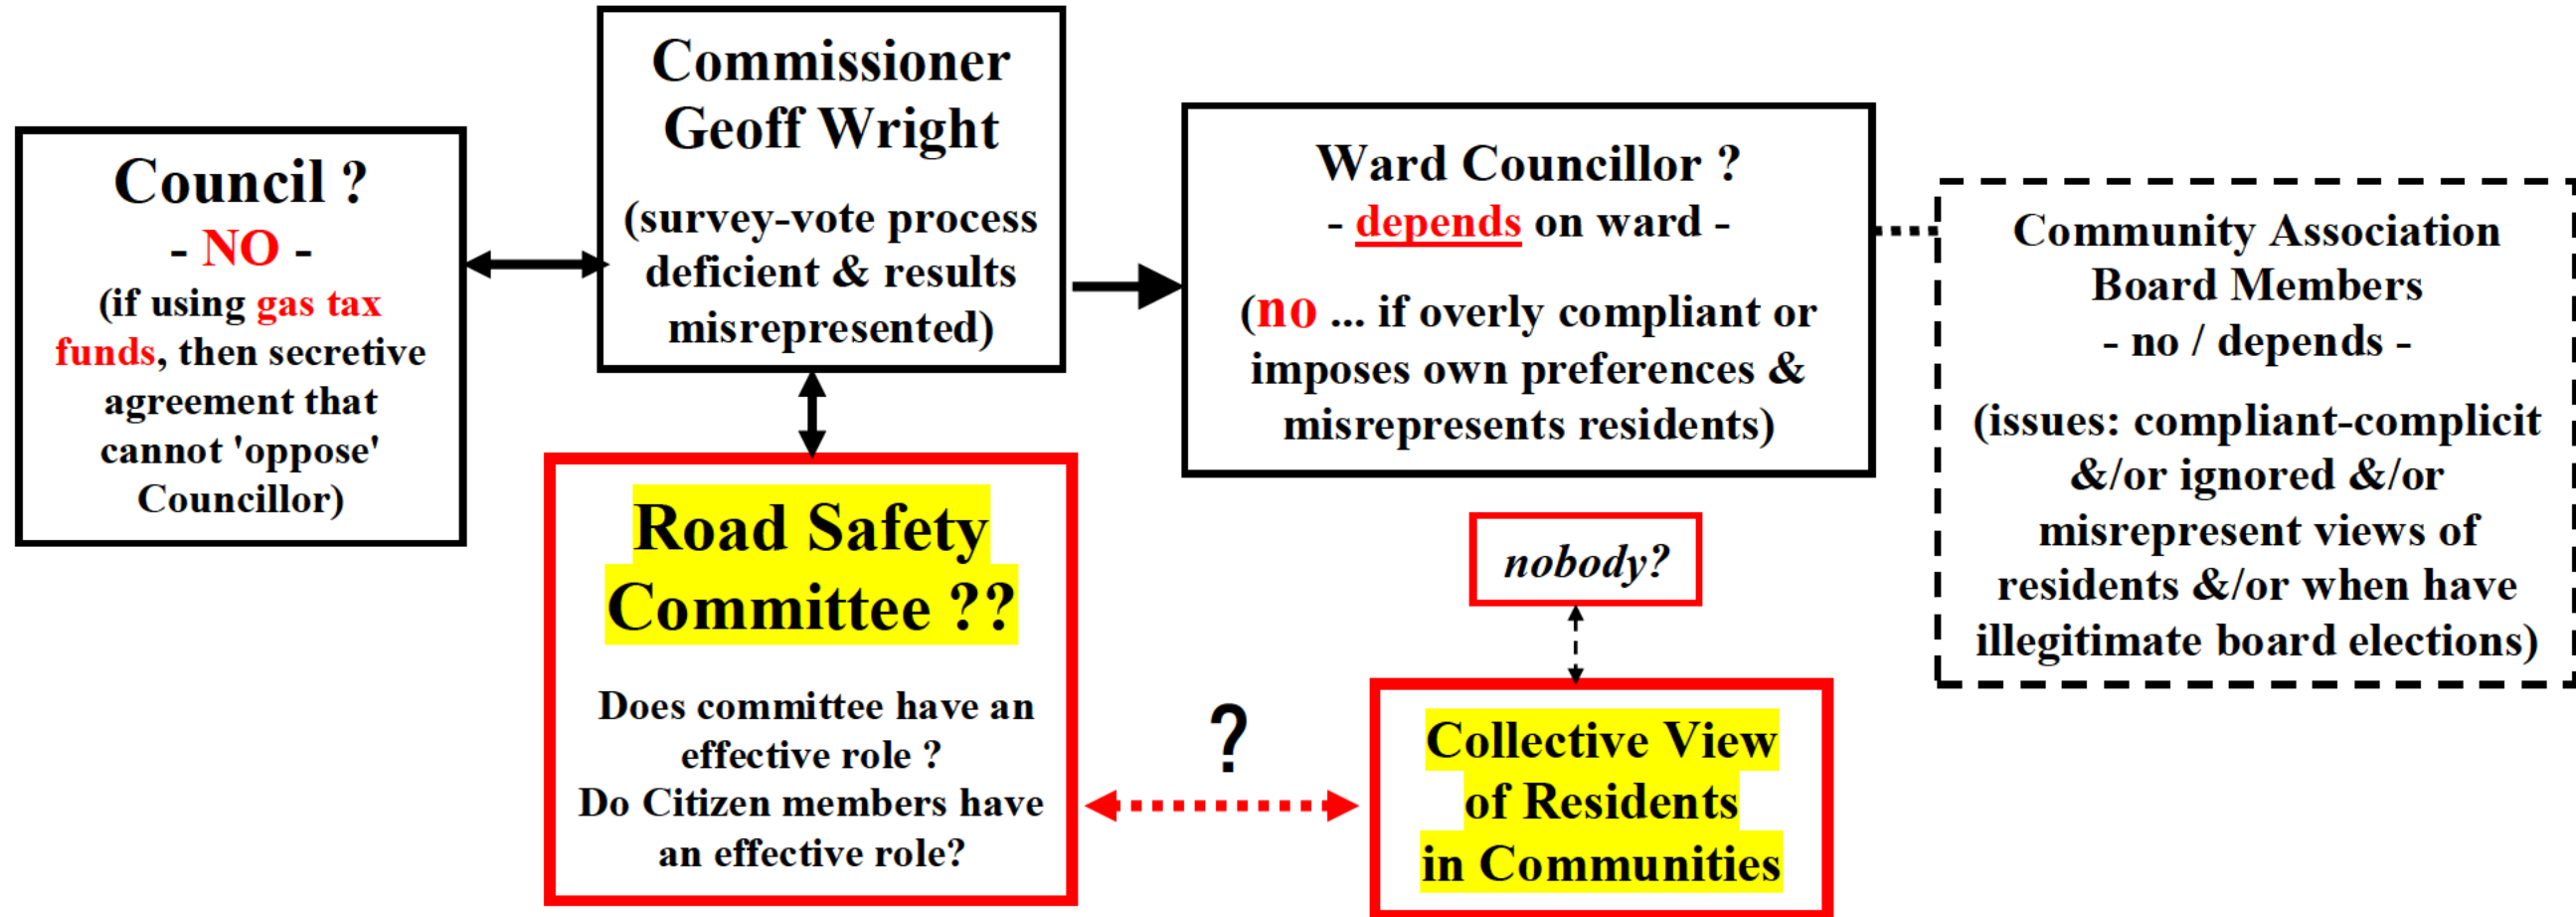 Council ?
- NO -
(if using gas tax
funds, then secretive
agreement that
cannot 'oppose'
Councillor)
Commissioner
Geoff Wright
(survey-vote process
deficient & results
misrepresented)
Ward Councillor ?
- depends on ward -
(no ... if overly compliant or
imposes own preferences &
misrepresents residents)
Community Association
Board Members
- no / depends -
(issues: compliant-complicit
&/or ignored &/or
misrepresent views of
residents &/or when have
illegitimate board elections)
Road Safety
Committee ??
Does committee have an
effective role ?
Do Citizen members have
an effective role?
?
nobody?
Collective View
of Residents
in Communities